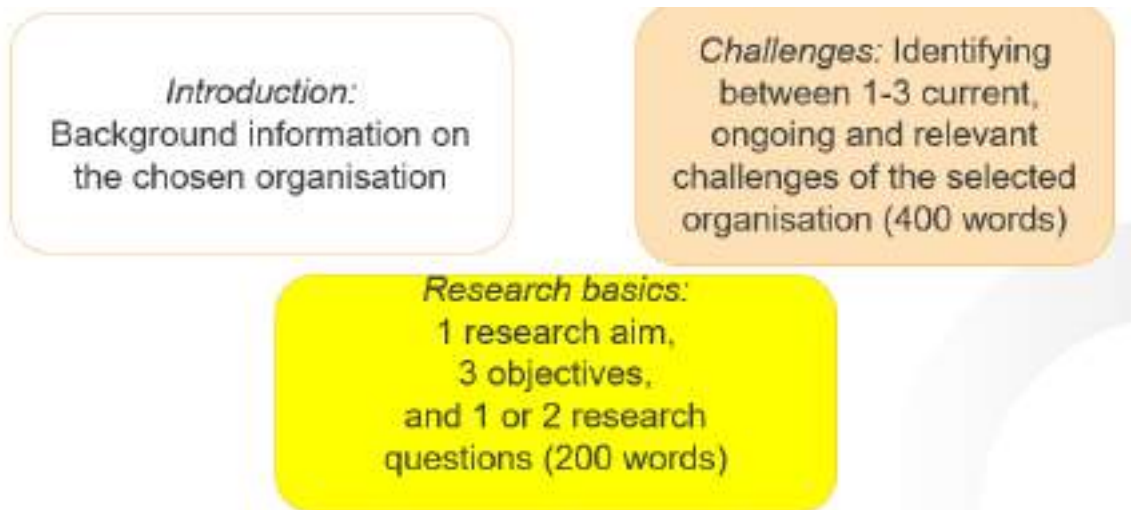 Introduction:
Background information on
the chosen organisation
Challenges: Identifying
between 1-3 current,
ongoing and relevant
challenges of the selected
organisation (400 words)
Research basics:
1 research aim,
3 objectives,
and 1 or 2 research
questions (200 words)